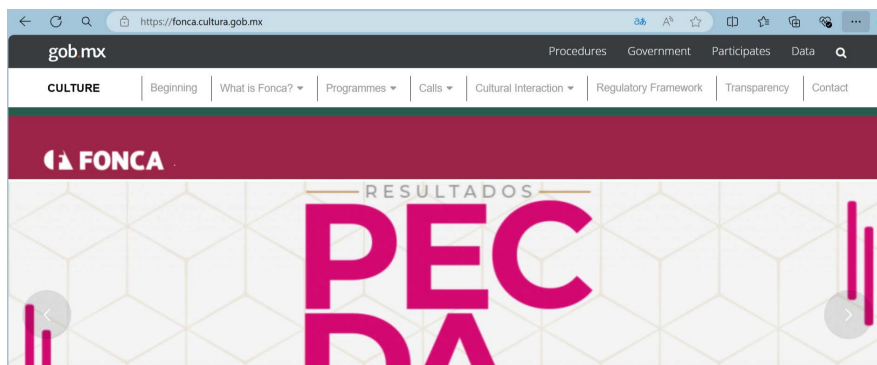 https://fonca.cultura.gob.mx
gob.mx Procedures Government Participates Data
CULTURE Beginning What is Fonca? Programmes Calls Cultural Interaction Regulatory Framework Transparency Contact
FONCA
RESULTADOS
PEC
DA